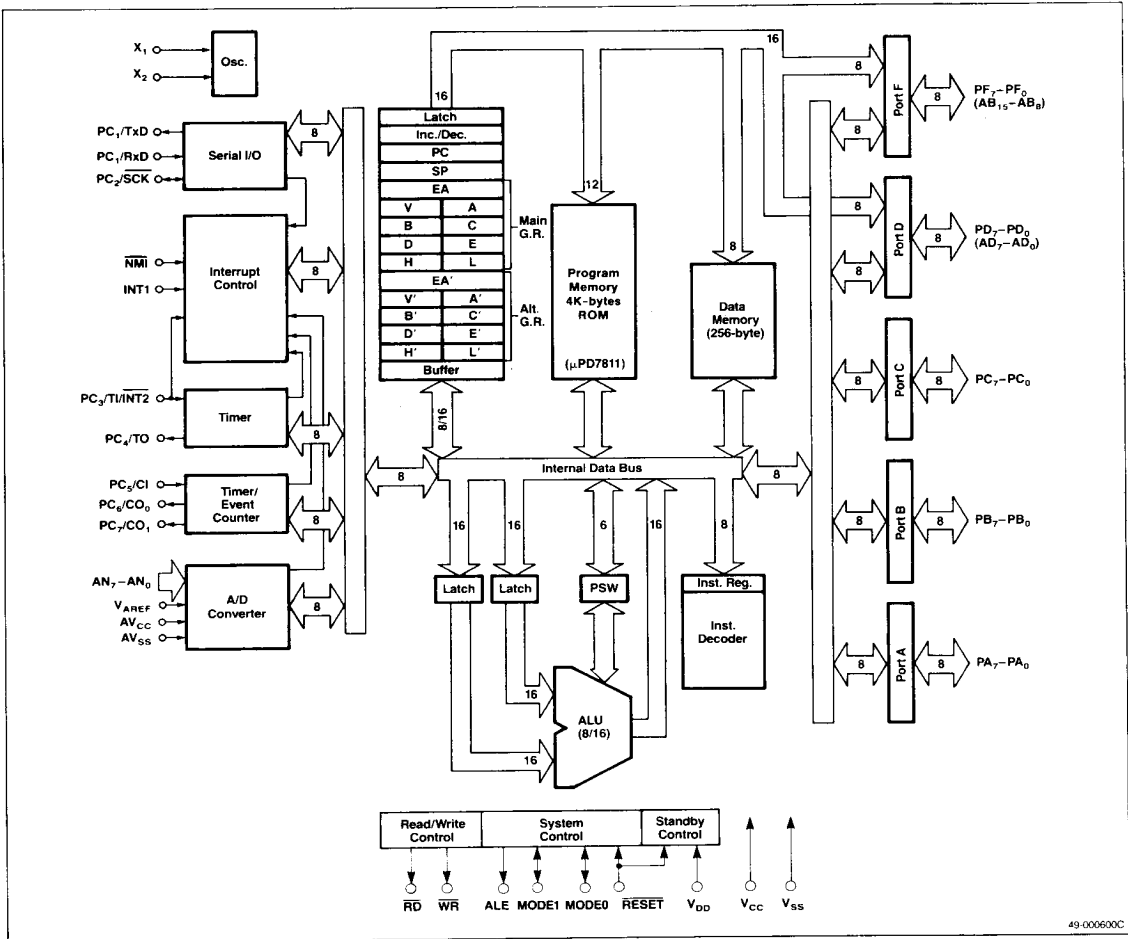 X1
X2
Osc.
PC1/TxD
PC1/RxD
PC2/SCK
Serial I/O
8
NMI
INT1
Interrupt
Control
8
PC3/TI/INT2
PC4/TO
Timer
8
PC5/CI
PC6/CO0
PC7/CO1
Timer/
Event
Counter
8
AN7–AN0
VAREF
AVCC
AVSS
A/D
Converter
8
8
16
16
Latch
Inc./Dec.
PC
SP
EA
V A
B C
D E
H L
Main
G.R.
EA′
V′ A′
B′ C′
D′ E′
H′ L′
Alt.
G.R.
Buffer
8/16
12
Program
Memory
4K-bytes
ROM
(μPD7811)
8
Data
Memory
(256-byte)
Internal Data Bus
8
16
16
6
16
8
Latch
Latch
PSW
Inst. Reg.
Inst.
Decoder
16
16
ALU
(8/16)
8
8
Port F
8
PF7–PF0
(AB15–AB8)
8
8
Port D
8
PD7–PD0
(AD7–AD0)
8
Port C
8
PC7–PC0
8
Port B
8
PB7–PB0
8
Port A
8
PA7–PA0
Read/Write
Control
System
Control
Standby
Control
RD
WR
ALE
MODE1
MODE0
RESET
VDD
VCC
VSS
49-000600C